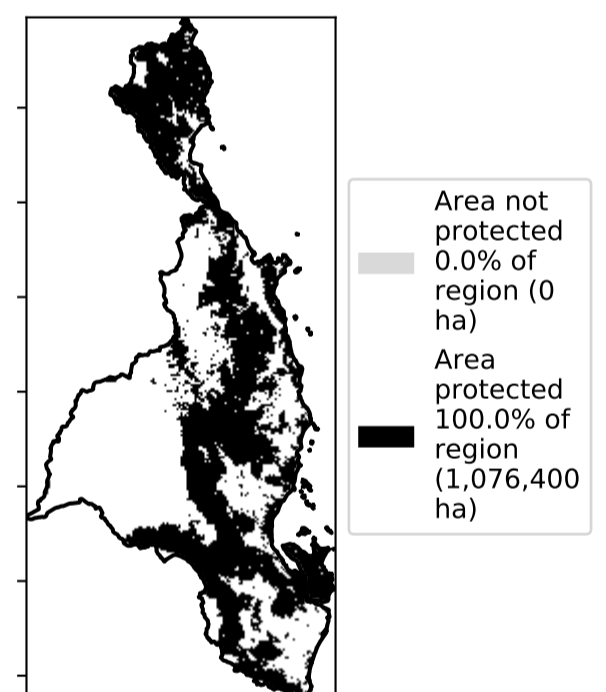 Area not
protected
0.0% of
region (0
ha)
Area
protected
100.0% of
region
(1,076,400
ha)